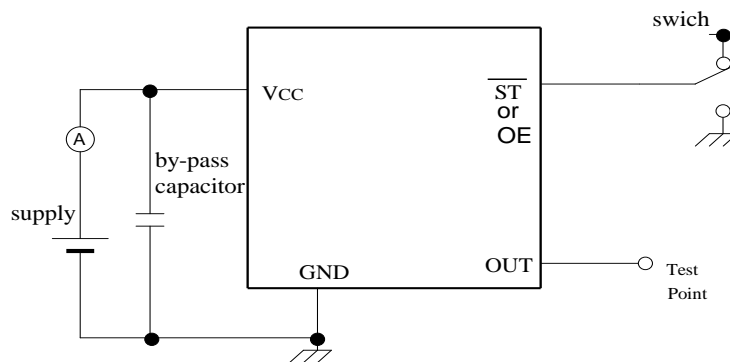 swich
VCC
ST
or
OE
A
by-pass
capacitor
supply
GND
OUT
Test
Point